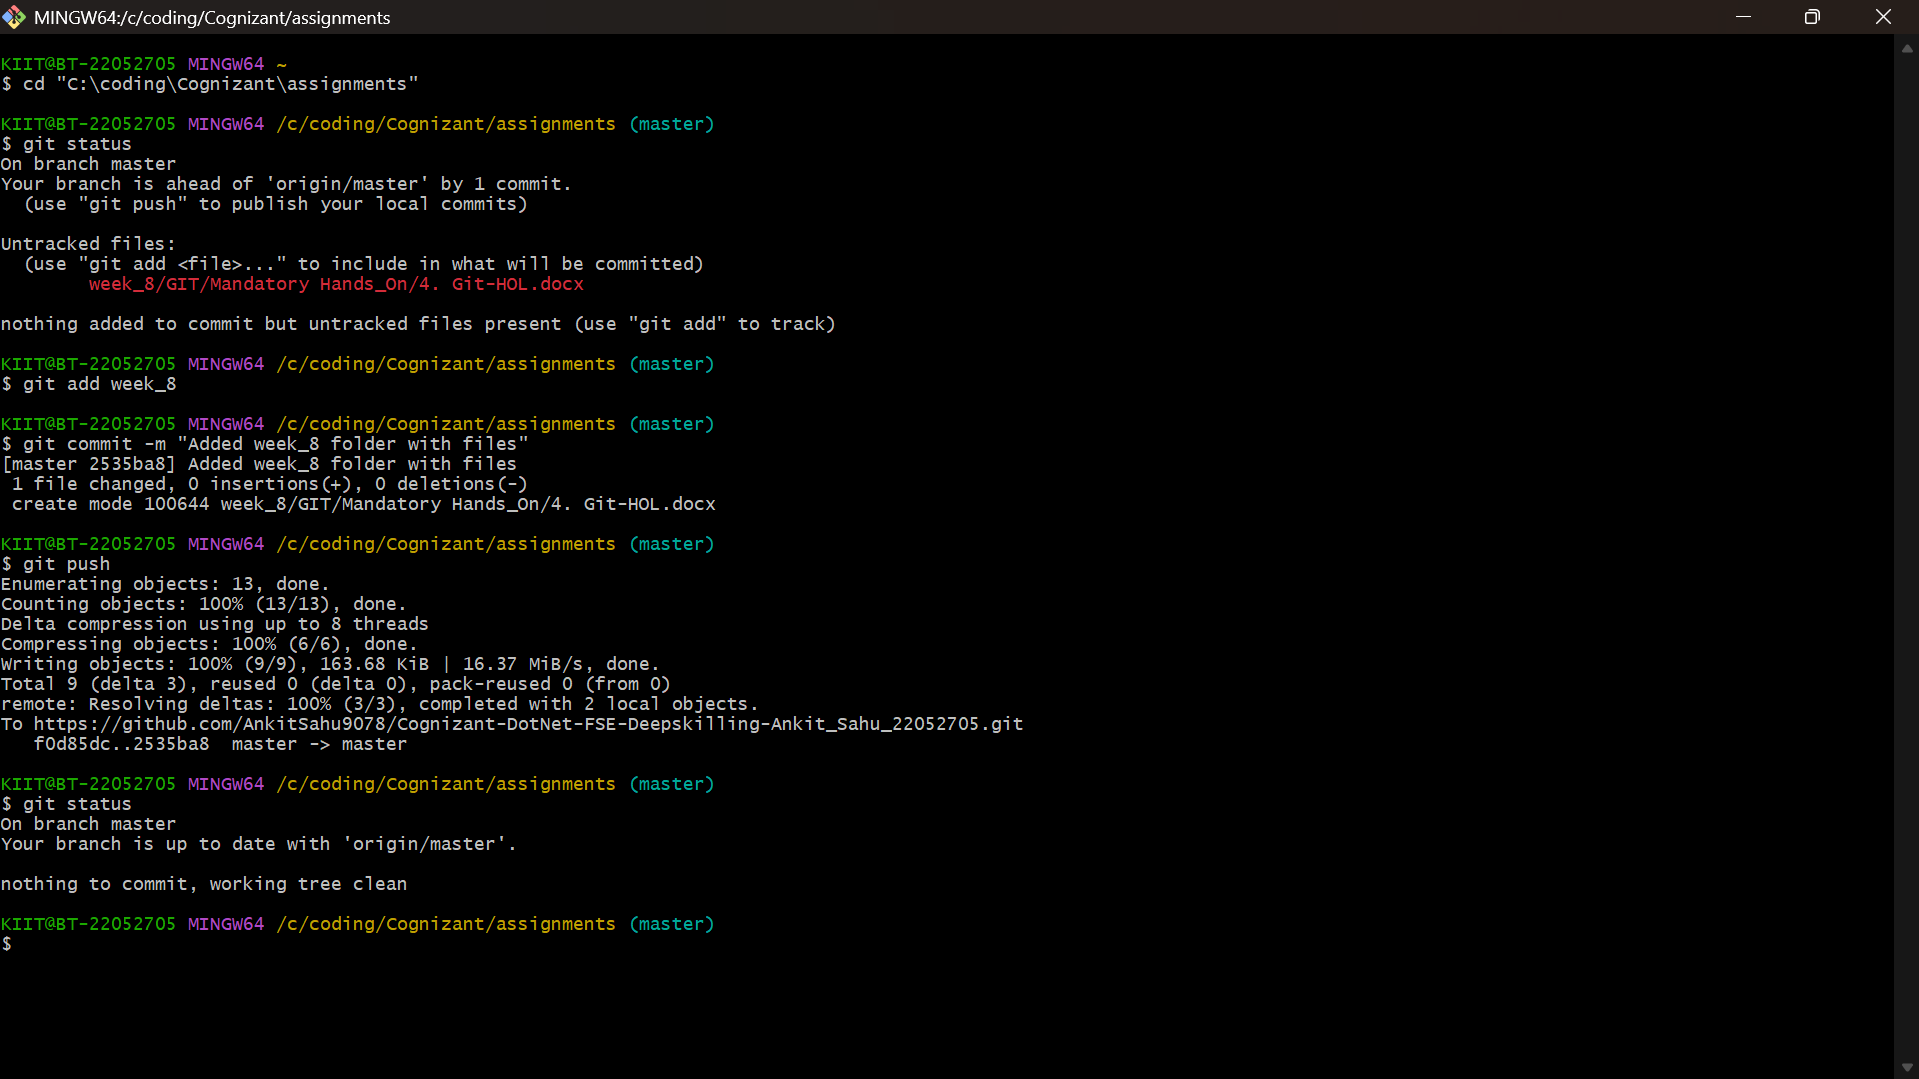 MINGW64:/c/coding/Cognizant/assignments
KIIT@BT-22052705 MINGW64 ~
$ cd "C:\coding\Cognizant\assignments"
KIIT@BT-22052705 MINGW64 /c/coding/Cognizant/assignments (master)
$ git status
On branch master
Your branch is ahead of 'origin/master' by 1 commit.
  (use "git push" to publish your local commits)
Untracked files:
  (use "git add <file>..." to include in what will be committed)
        week_8/GIT/Mandatory Hands_On/4. Git-HOL.docx
nothing added to commit but untracked files present (use "git add" to track)
KIIT@BT-22052705 MINGW64 /c/coding/Cognizant/assignments (master)
$ git add week_8
KIIT@BT-22052705 MINGW64 /c/coding/Cognizant/assignments (master)
$ git commit -m "Added week_8 folder with files"
[master 2535ba8] Added week_8 folder with files
 1 file changed, 0 insertions(+), 0 deletions(-)
 create mode 100644 week_8/GIT/Mandatory Hands_On/4. Git-HOL.docx
KIIT@BT-22052705 MINGW64 /c/coding/Cognizant/assignments (master)
$ git push
Enumerating objects: 13, done.
Counting objects: 100% (13/13), done.
Delta compression using up to 8 threads
Compressing objects: 100% (6/6), done.
Writing objects: 100% (9/9), 163.68 KiB | 16.37 MiB/s, done.
Total 9 (delta 3), reused 0 (delta 0), pack-reused 0 (from 0)
remote: Resolving deltas: 100% (3/3), completed with 2 local objects.
To https://github.com/AnkitSahu9078/Cognizant-DotNet-FSE-Deepskilling-Ankit_Sahu_22052705.git
   f0d85dc..2535ba8  master -> master
KIIT@BT-22052705 MINGW64 /c/coding/Cognizant/assignments (master)
$ git status
On branch master
Your branch is up to date with 'origin/master'.
nothing to commit, working tree clean
KIIT@BT-22052705 MINGW64 /c/coding/Cognizant/assignments (master)
$